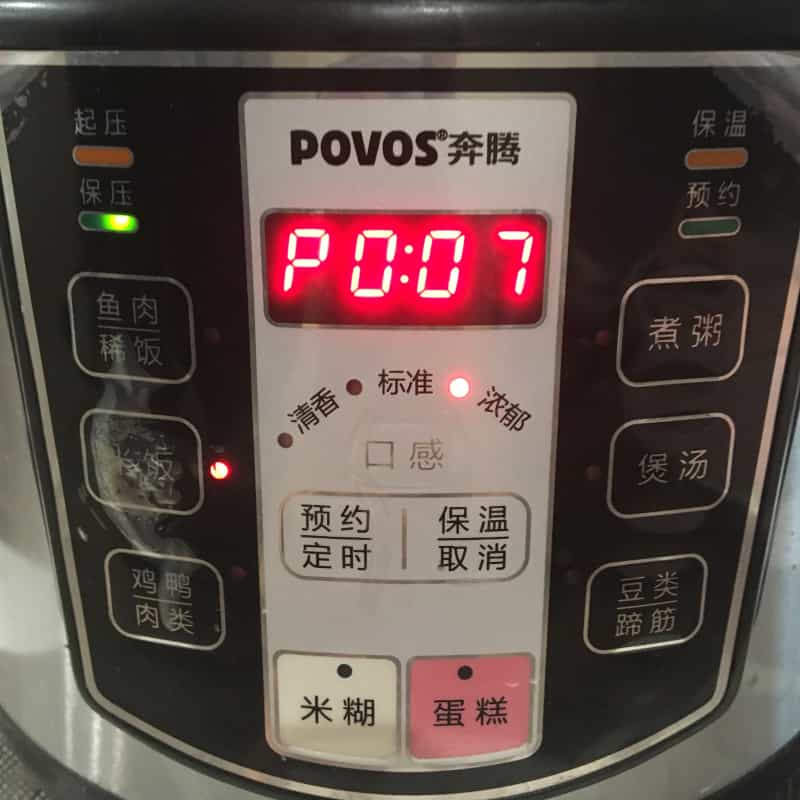 起压
保压
POVOS®奔腾
保温
预约
P0:07
鱼肉
稀饭
米饭
鸡鸭
肉类
清香
标准
浓郁
口感
预约
定时
保温
取消
煮粥
煲汤
豆类
蹄筋
米糊
蛋糕